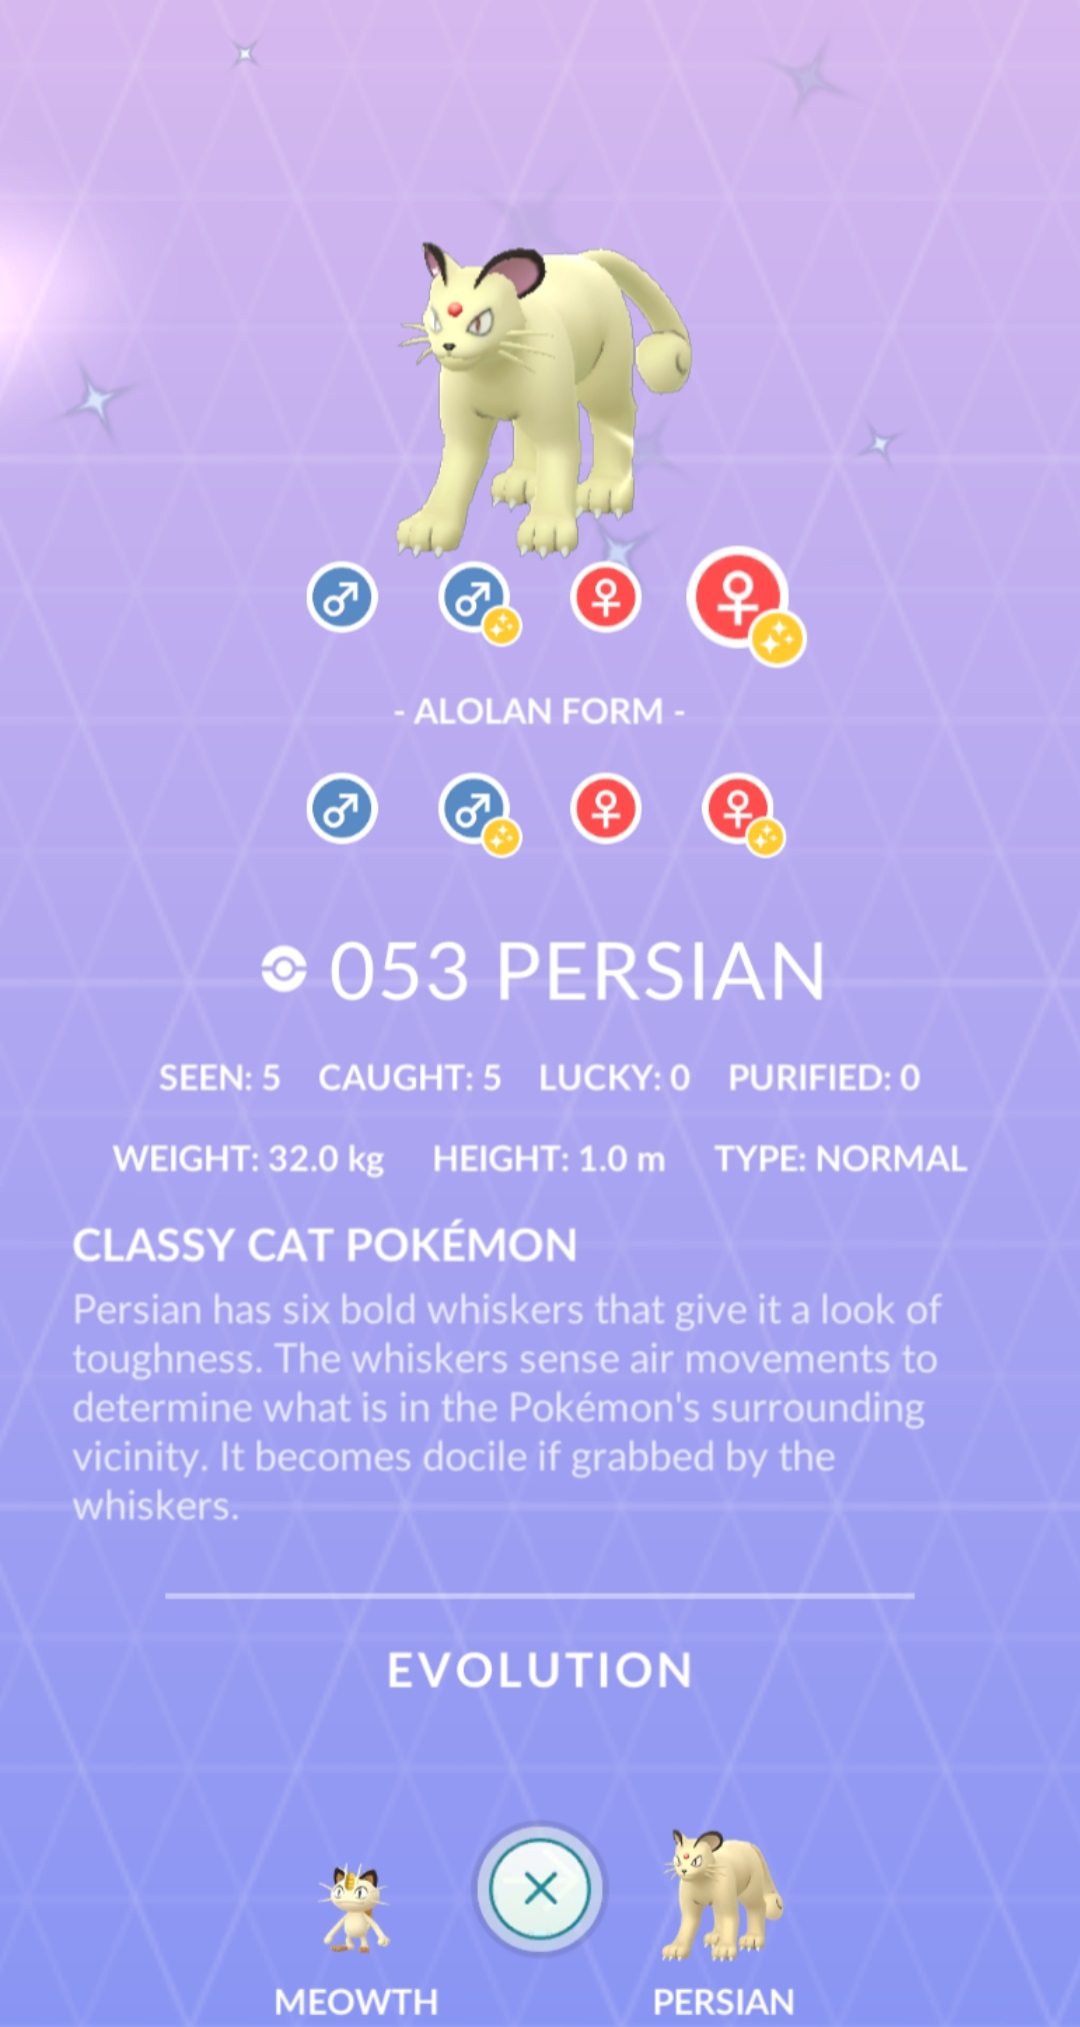 - ALOLAN FORM -
053 PERSIAN
SEEN: 5 CAUGHT: 5 LUCKY: 0 PURIFIED: 0
WEIGHT: 32.0 kg HEIGHT: 1.0 m TYPE: NORMAL
CLASSY CAT POKÉMON
Persian has six bold whiskers that give it a look of
toughness. The whiskers sense air movements to
determine what is in the Pokémon's surrounding
vicinity. It becomes docile if grabbed by the
whiskers.
EVOLUTION
MEOWTH PERSIAN